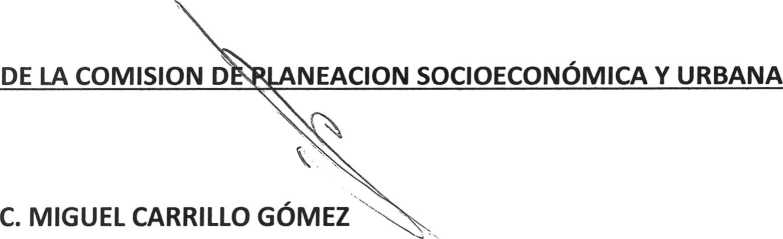 DE LA COMISION DE PLANEACION SOCIOECONÓMICA Y URBANA
C. MIGUEL CARRILLO GÓMEZ